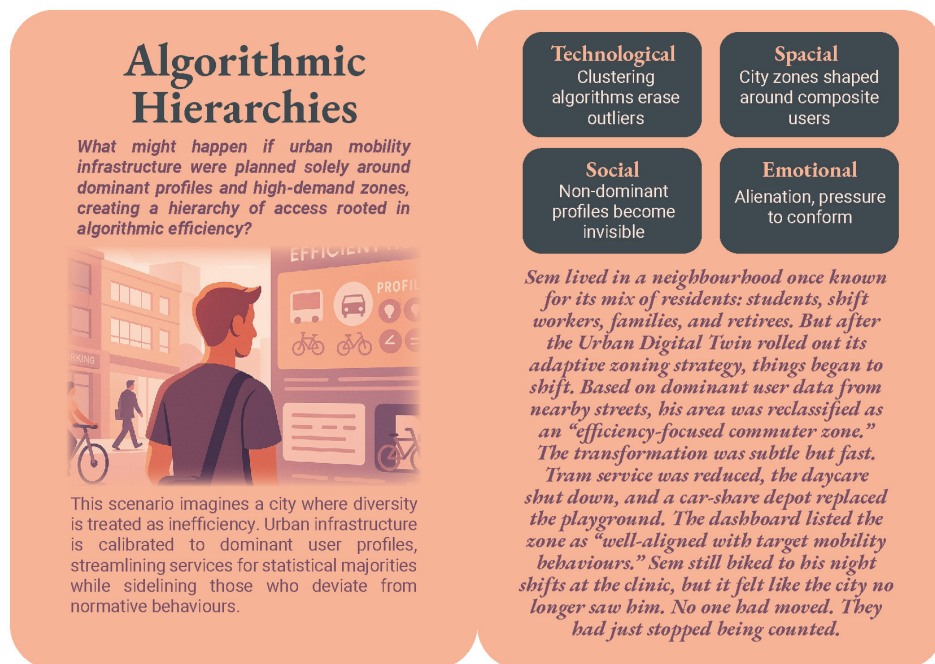 Algorithmic
Hierarchies
What might happen if urban mobility
infrastructure were planned solely around
dominant profiles and high-demand zones,
creating a hierarchy of access rooted in
algorithmic efficiency?
EFFICIENT
PROFIL
RKING
This scenario imagines a city where diversity
is treated as inefficiency. Urban infrastructure
is calibrated to dominant user profiles,
streamlining services for statistical majorities
while sidelining those who deviate from
normative behaviours.
Technological
Clustering
algorithms erase
outliers
Spacial
City zones shaped
around composite
users
Social
Non-dominant
profiles become
invisible
Emotional
Alienation, pressure
to conform
Sem lived in a neighbourhood once known
for its mix of residents: students, shift
workers, families, and retirees. But after
the Urban Digital Twin rolled out its
adaptive zoning strategy, things began to
shift. Based on dominant user data from
nearby streets, his area was reclassified as
an “efficiency-focused commuter zone.”
The transformation was subtle but fast.
Tram service was reduced, the daycare
shut down, and a car-share depot replaced
the playground. The dashboard listed the
zone as “well-aligned with target mobility
behaviours.” Sem still biked to his night
shifts at the clinic, but it felt like the city no
longer saw him. No one had moved. They
had just stopped being counted.